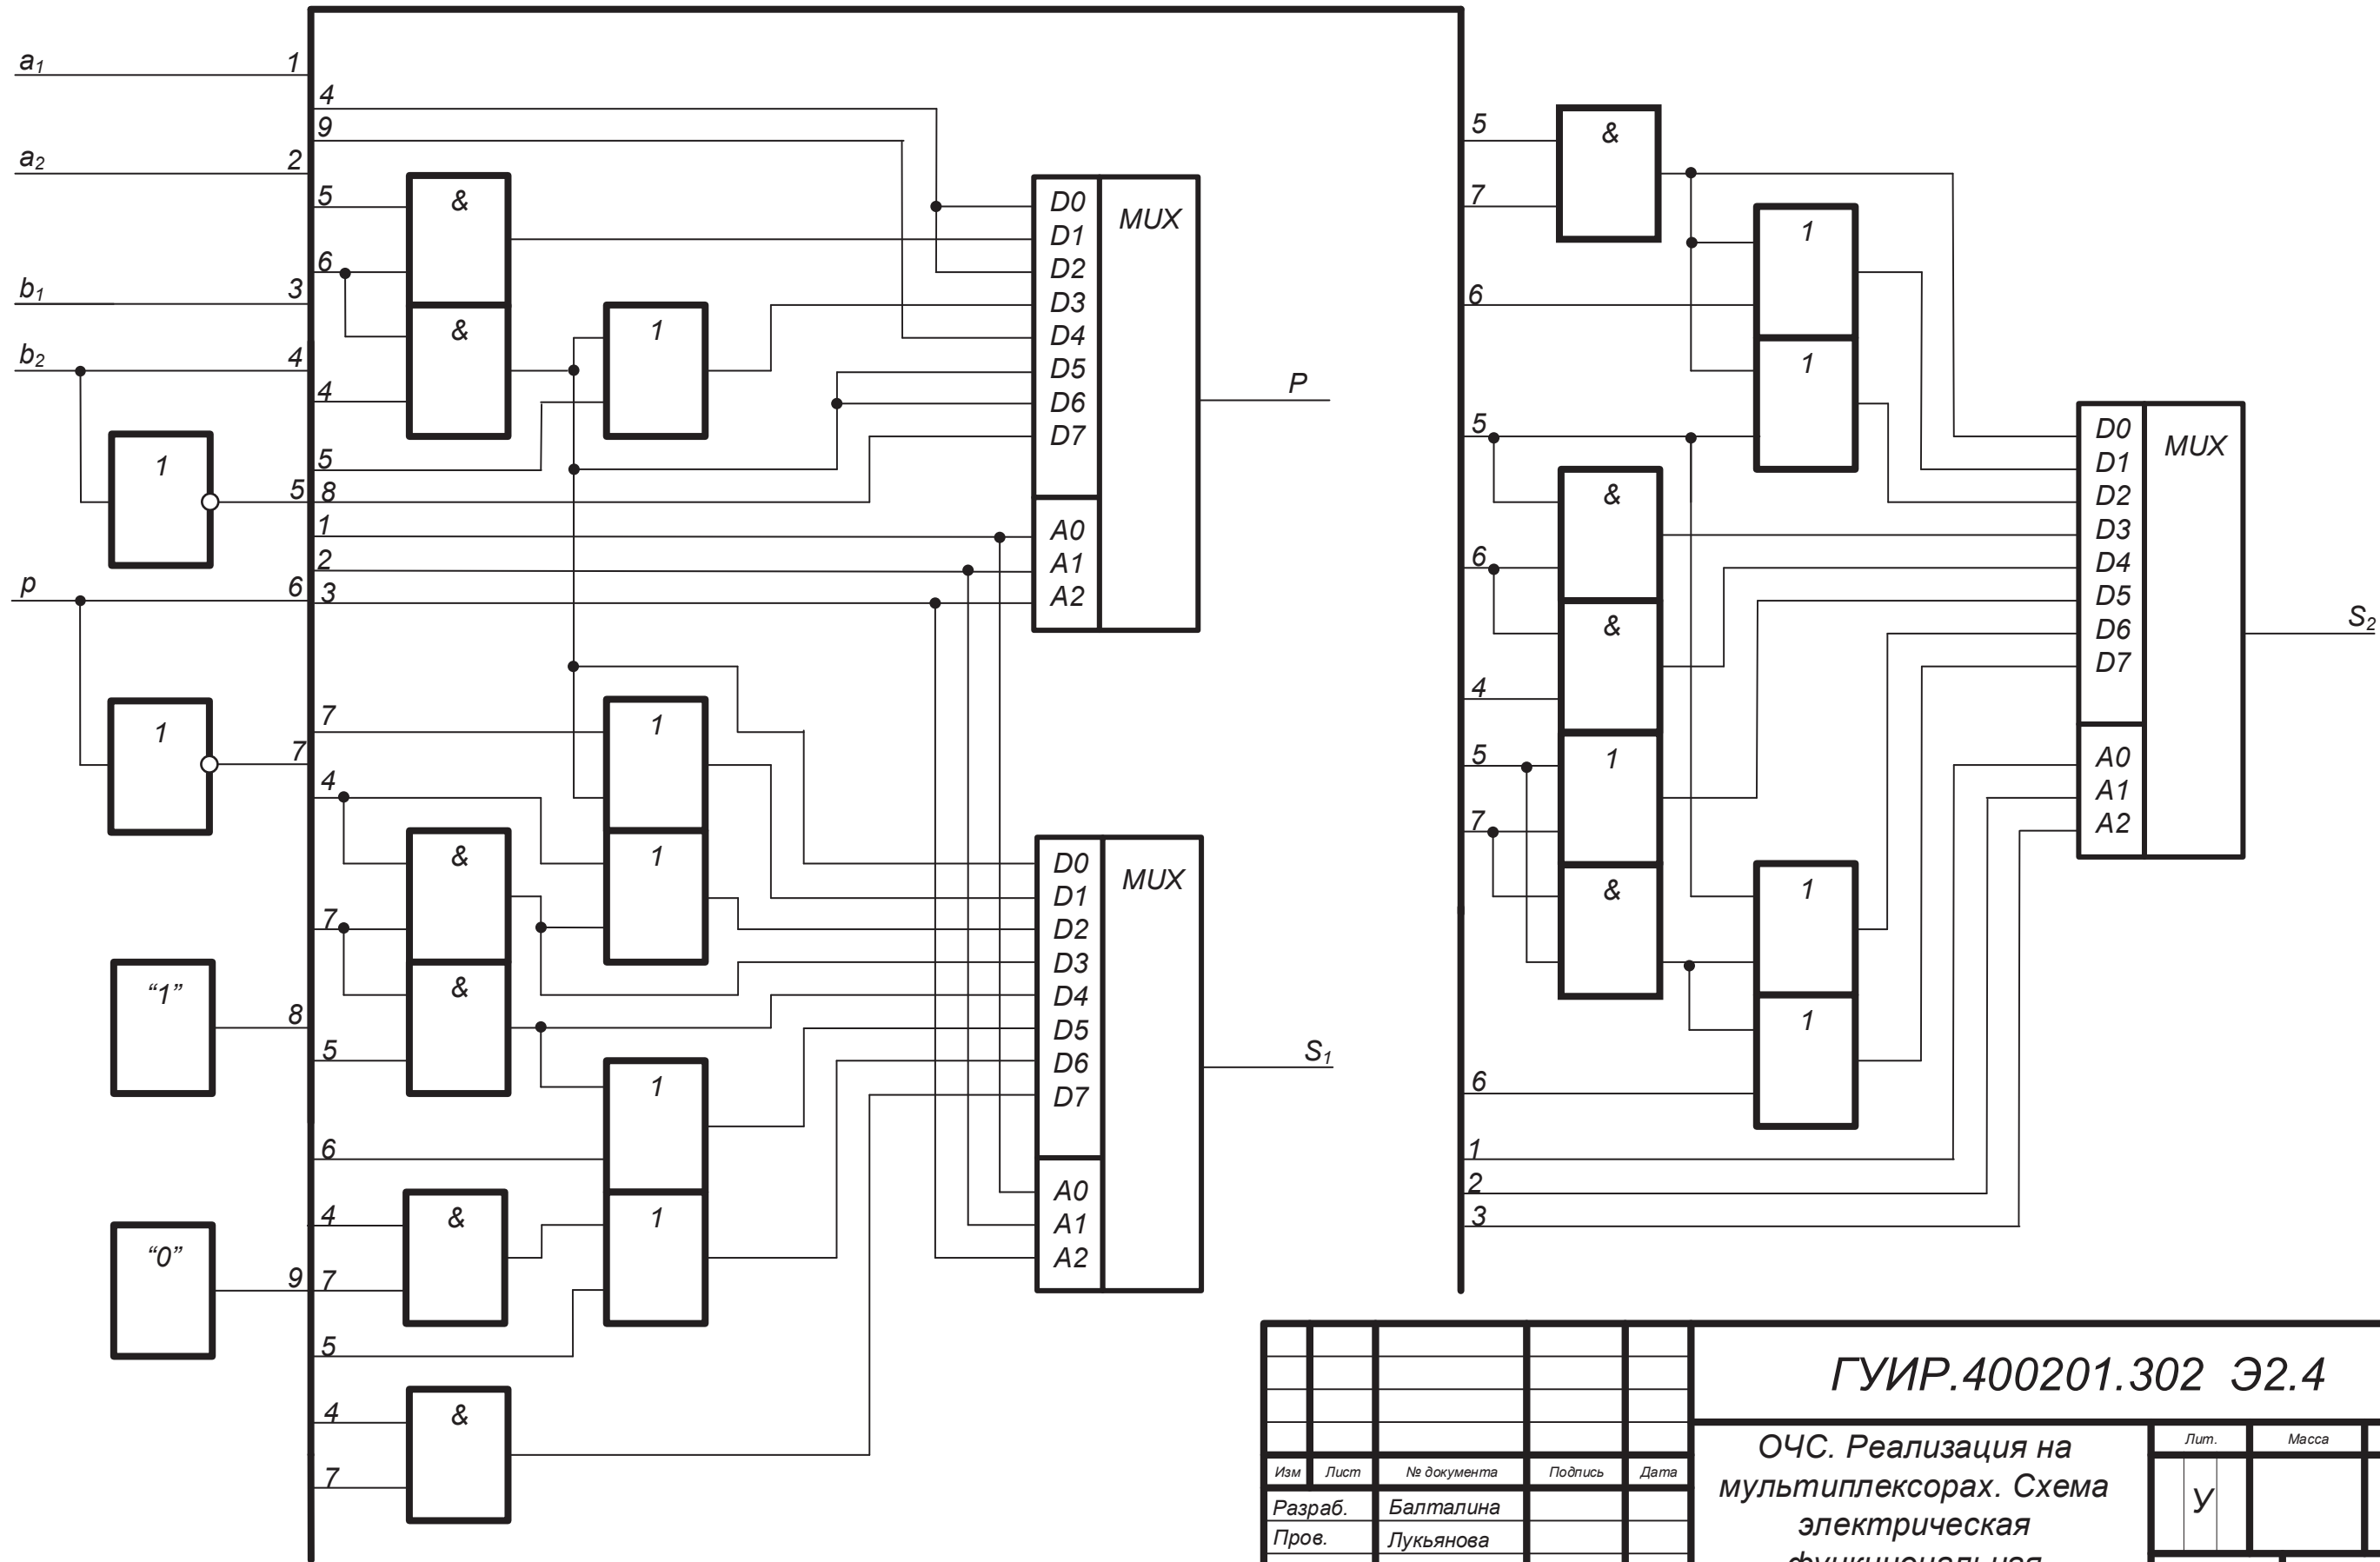 a1 1
a2 2
b1 3
b2 4
1
5
p 6
1
7
“1”
8
“0”
9
4
9
5
&
6
&
4
1
5
8
1
2
3
D0
D1
D2
D3
D4
D5
D6
D7
A0
A1
A2
MUX
P
7
1
4
1
&
7
&
5
1
6
1
4
&
7
5
4
&
7
D0
D1
D2
D3
D4
D5
D6
D7
A0
A1
A2
MUX
S1
5
&
7
1
6
1
5
&
6
&
4
5
1
7
&
1
1
6
1
2
3
D0
D1
D2
D3
D4
D5
D6
D7
A0
A1
A2
MUX
S2
ГУИР.400201.302 Э2.4
ОЧС. Реализация на
мультиплексорах. Схема
электрическая
Лит. Масса
У
Изм Лист № документа Подпись Дата
Разраб. Балталина
Пров. Лукьянова